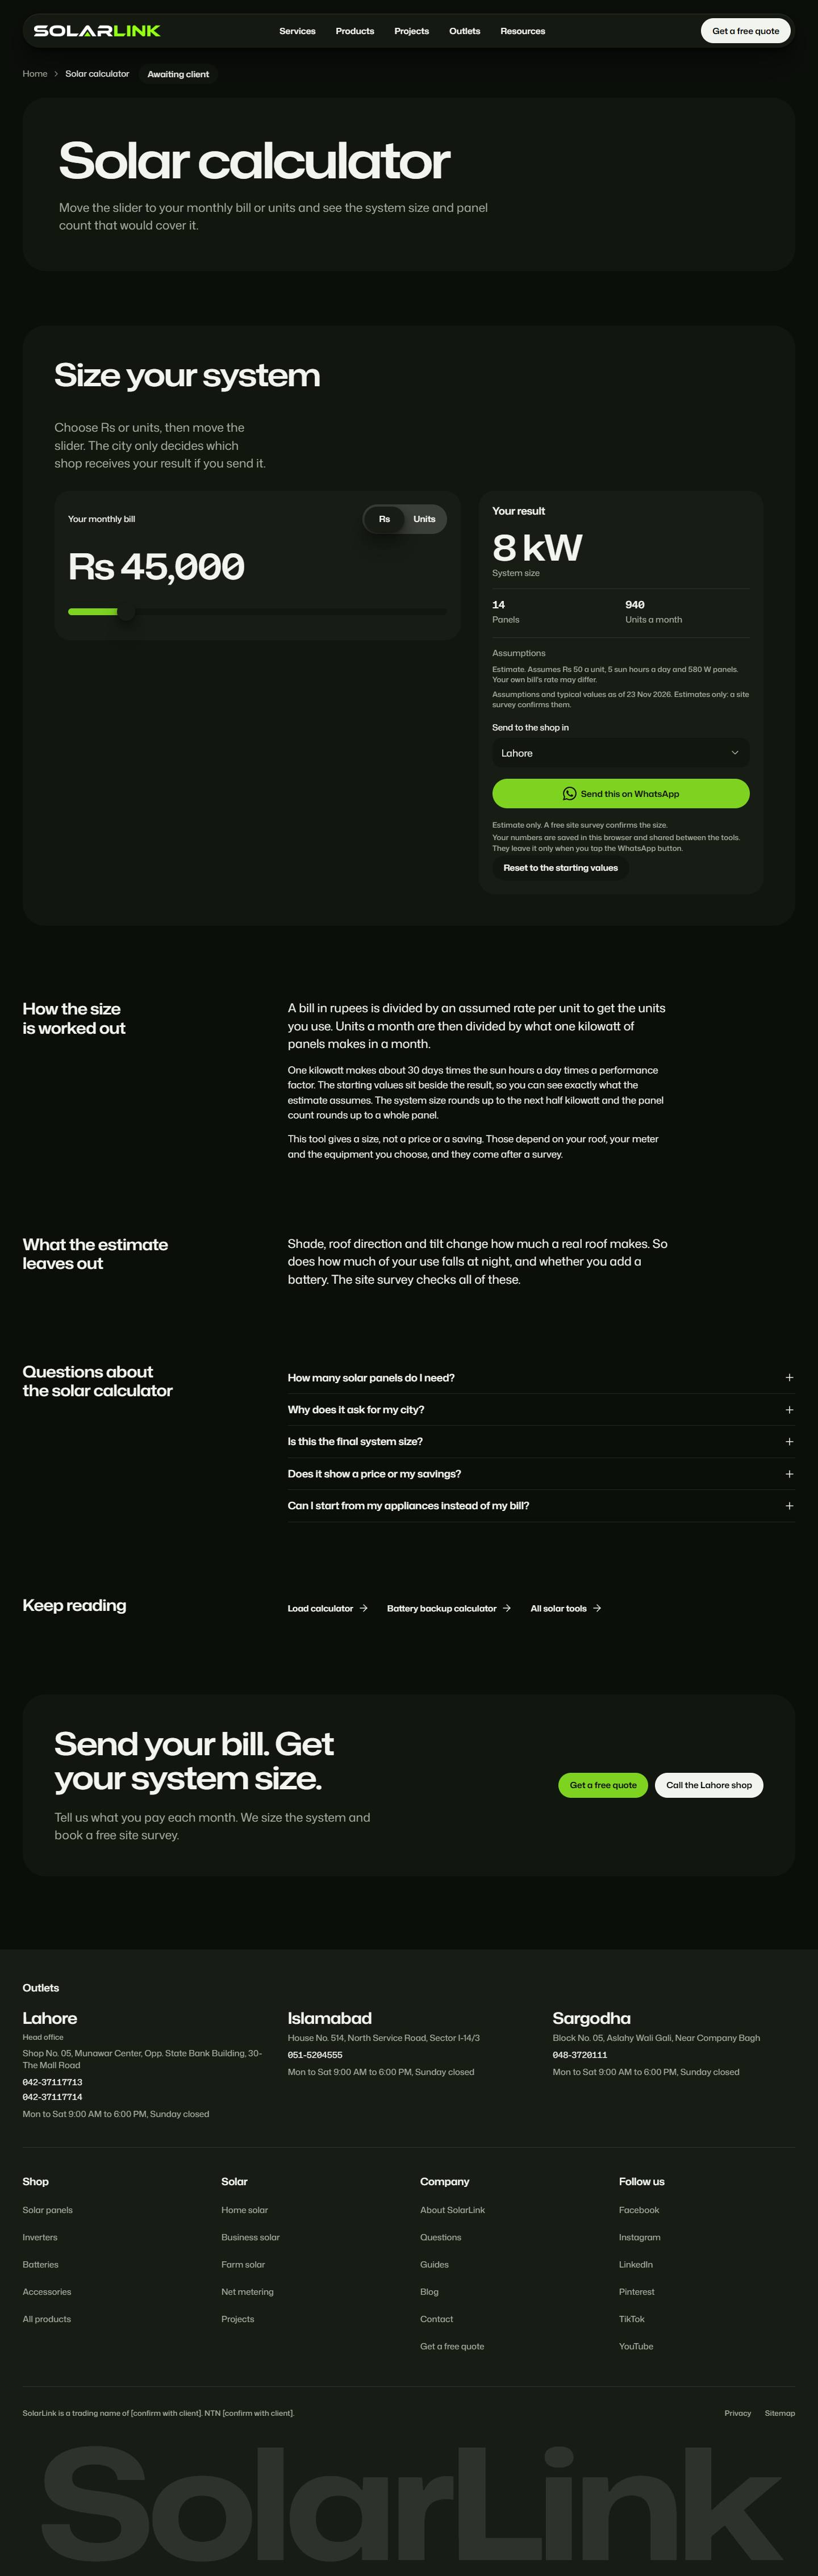 SOLARLINK
Services
Products
Projects
Outlets
Resources
Get a free quote
Home
Solar calculator
Awaiting client
Solar calculator
Move the slider to your monthly bill or units and see the system size and panel
count that would cover it.
Size your system
Choose Rs or units, then move the
slider. The city only decides which
shop receives your result if you send it.
Your monthly bill
Rs
Units
Rs 45,000
Your result
8 kW
System size
14
Panels
940
Units a month
Assumptions
Estimate. Assumes Rs 50 a unit, 5 sun hours a day and 580 W panels.
Your own bill's rate may differ.
Assumptions and typical values as of 23 Nov 2026. Estimates only: a site
survey confirms them.
Send to the shop in
Lahore
Send this on WhatsApp
Estimate only. A free site survey confirms the size.
Your numbers are saved in this browser and shared between the tools.
They leave it only when you tap the WhatsApp button.
Reset to the starting values
How the size
is worked out
A bill in rupees is divided by an assumed rate per unit to get the units
you use. Units a month are then divided by what one kilowatt of
panels makes in a month.
One kilowatt makes about 30 days times the sun hours a day times a performance
factor. The starting values sit beside the result, so you can see exactly what the
estimate assumes. The system size rounds up to the next half kilowatt and the panel
count rounds up to a whole panel.
This tool gives a size, not a price or a saving. Those depend on your roof, your meter
and the equipment you choose, and they come after a survey.
What the estimate
leaves out
Shade, roof direction and tilt change how much a real roof makes. So
does how much of your use falls at night, and whether you add a
battery. The site survey checks all of these.
Questions about
the solar calculator
How many solar panels do I need?
Why does it ask for my city?
Is this the final system size?
Does it show a price or my savings?
Can I start from my appliances instead of my bill?
Keep reading
Load calculator
Battery backup calculator
All solar tools
Send your bill. Get
your system size.
Tell us what you pay each month. We size the system and
book a free site survey.
Get a free quote
Call the Lahore shop
Outlets
Lahore
Head office
Shop No. 05, Munawar Center, Opp. State Bank Building, 30-
The Mall Road
042-37117713
042-37117714
Mon to Sat 9:00 AM to 6:00 PM, Sunday closed
Islamabad
House No. 514, North Service Road, Sector I-14/3
051-5204555
Mon to Sat 9:00 AM to 6:00 PM, Sunday closed
Sargodha
Block No. 05, Aslahy Wali Gali, Near Company Bagh
048-3720111
Mon to Sat 9:00 AM to 6:00 PM, Sunday closed
Shop
Solar panels
Inverters
Batteries
Accessories
All products
Solar
Home solar
Business solar
Farm solar
Net metering
Projects
Company
About SolarLink
Questions
Guides
Blog
Contact
Get a free quote
Follow us
Facebook
Instagram
LinkedIn
Pinterest
TikTok
YouTube
SolarLink is a trading name of [confirm with client]. NTN [confirm with client].
Privacy
Sitemap
SolarLink